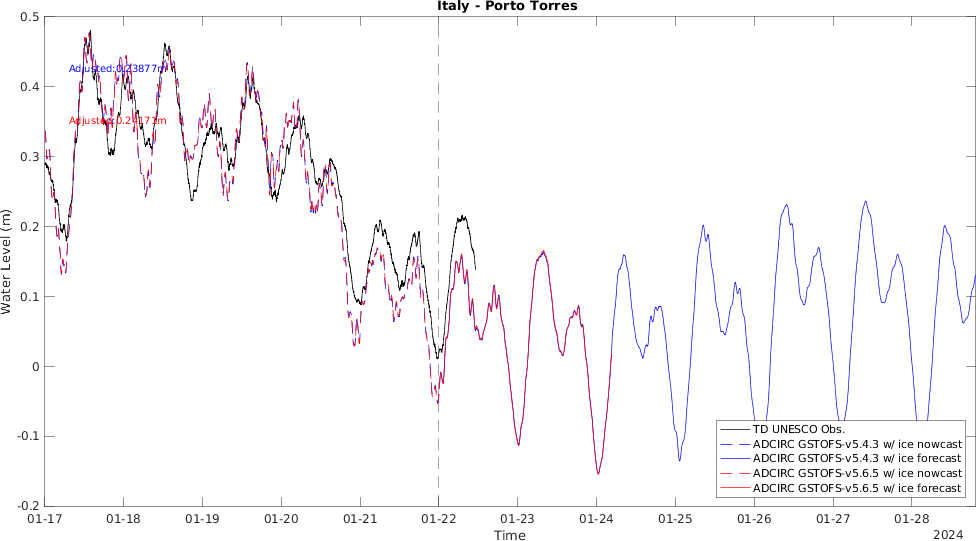 Italy - Porto Torres
0.5
0.4
0.3
0.2
0.1
0
-0.1
-0.2
Water Level (m)
Adjusted:0.23877m
Adjusted:0.24171m
TD UNESCO Obs.
ADCIRC GSTOFS-v5.4.3 w/ ice nowcast
ADCIRC GSTOFS-v5.4.3 w/ ice forecast
ADCIRC GSTOFS-v5.6.5 w/ ice nowcast
ADCIRC GSTOFS-v5.6.5 w/ ice forecast
01-17 01-18 01-19 01-20 01-21 01-22 01-23 01-24 01-25 01-26 01-27 01-28
Time
2024